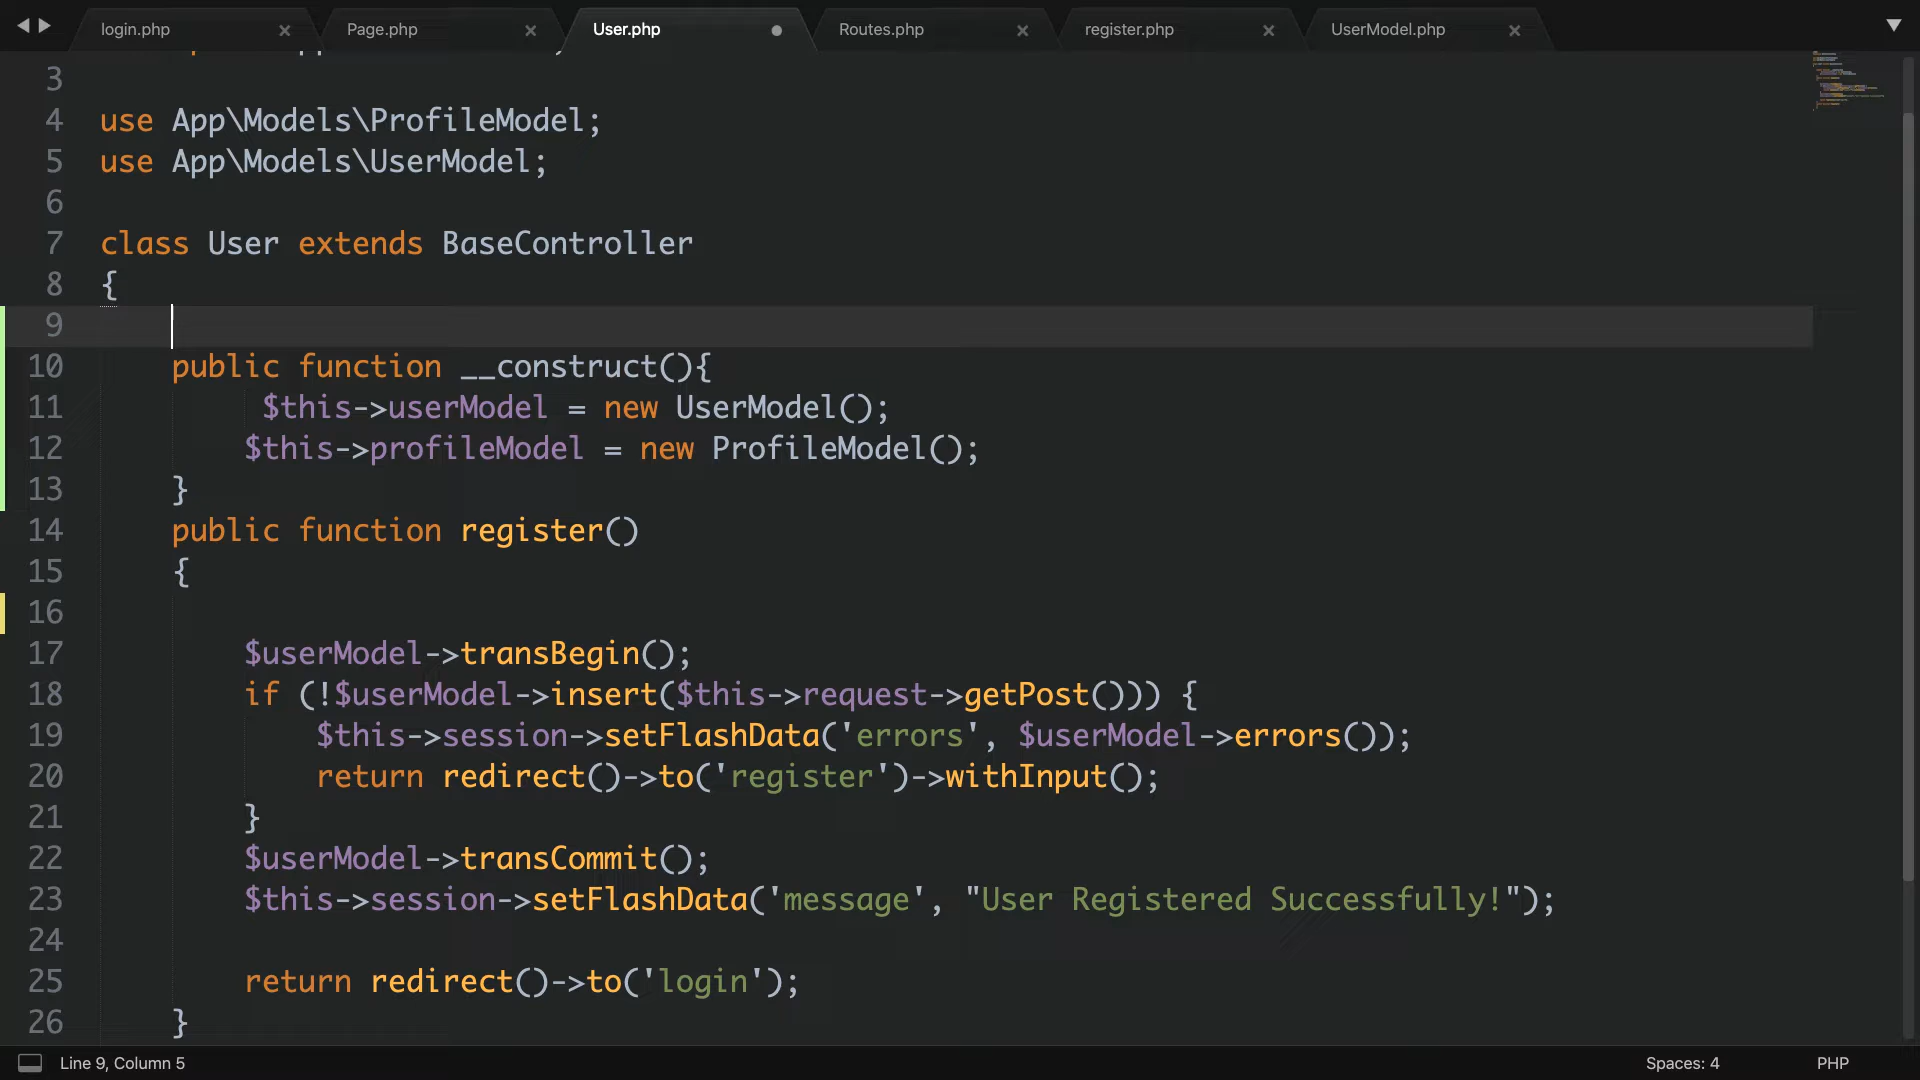 login.php × Page.php × User.php Routes.php × register.php × UserModel.php ×
3
4 use App\Models\ProfileModel;
5 use App\Models\UserModel;
6
7 class User extends BaseController
8 {
9
10 public function __construct(){
11 $this->userModel = new UserModel();
12 $this->profileModel = new ProfileModel();
13 }
14 public function register()
15 {
16
17 $userModel->transBegin();
18 if (!$userModel->insert($this->request->getPost())) {
19 $this->session->setFlashData('errors', $userModel->errors());
20 return redirect()->to('register')->withInput();
21 }
22 $userModel->transCommit();
23 $this->session->setFlashData('message', "User Registered Successfully!");
24
25 return redirect()->to('login');
26 }
Line 9, Column 5 Spaces: 4 PHP